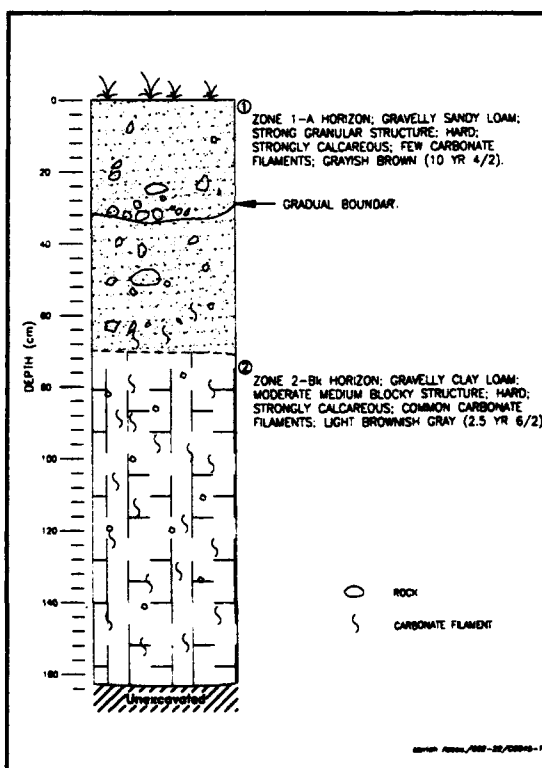 0
①
ZONE 1-A HORIZON; GRAVELLY SANDY LOAM;
STRONG GRANULAR STRUCTURE; HARD;
STRONGLY CALCAREOUS; FEW CARBONATE
FILAMENTS; GRAYISH BROWN (10 YR 4/2).
20
GRADUAL BOUNDAR.
40
60
DEPTH (cm)
②
ZONE 2-Bk HORIZON; GRAVELLY CLAY LOAM;
MODERATE MEDIUM BLOCKY STRUCTURE; HARD;
STRONGLY CALCAREOUS; COMMON CARBONATE
FILAMENTS; LIGHT BROWNISH GRAY (2.5 YR 6/2)
80
100
120
ROCK
140
CARBONATE FILAMENT
160
Unexcavated